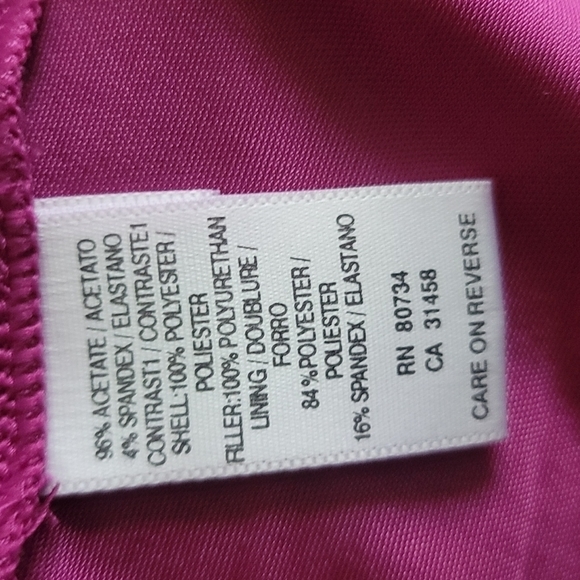 96% ACETATE / ACETATO
4% SPANDEX / ELASTANO
CONTRAST1 / CONTRASTE1
SHELL:100% POLYESTER /
POLIESTER
FILLER:100% POLYURETHAN
LINING / DOUBLURE /
FORRO
84%POLYESTER /
POLIESTER
16% SPANDEX / ELASTANO
RN 80734
CA 31458
CARE ON REVERSE